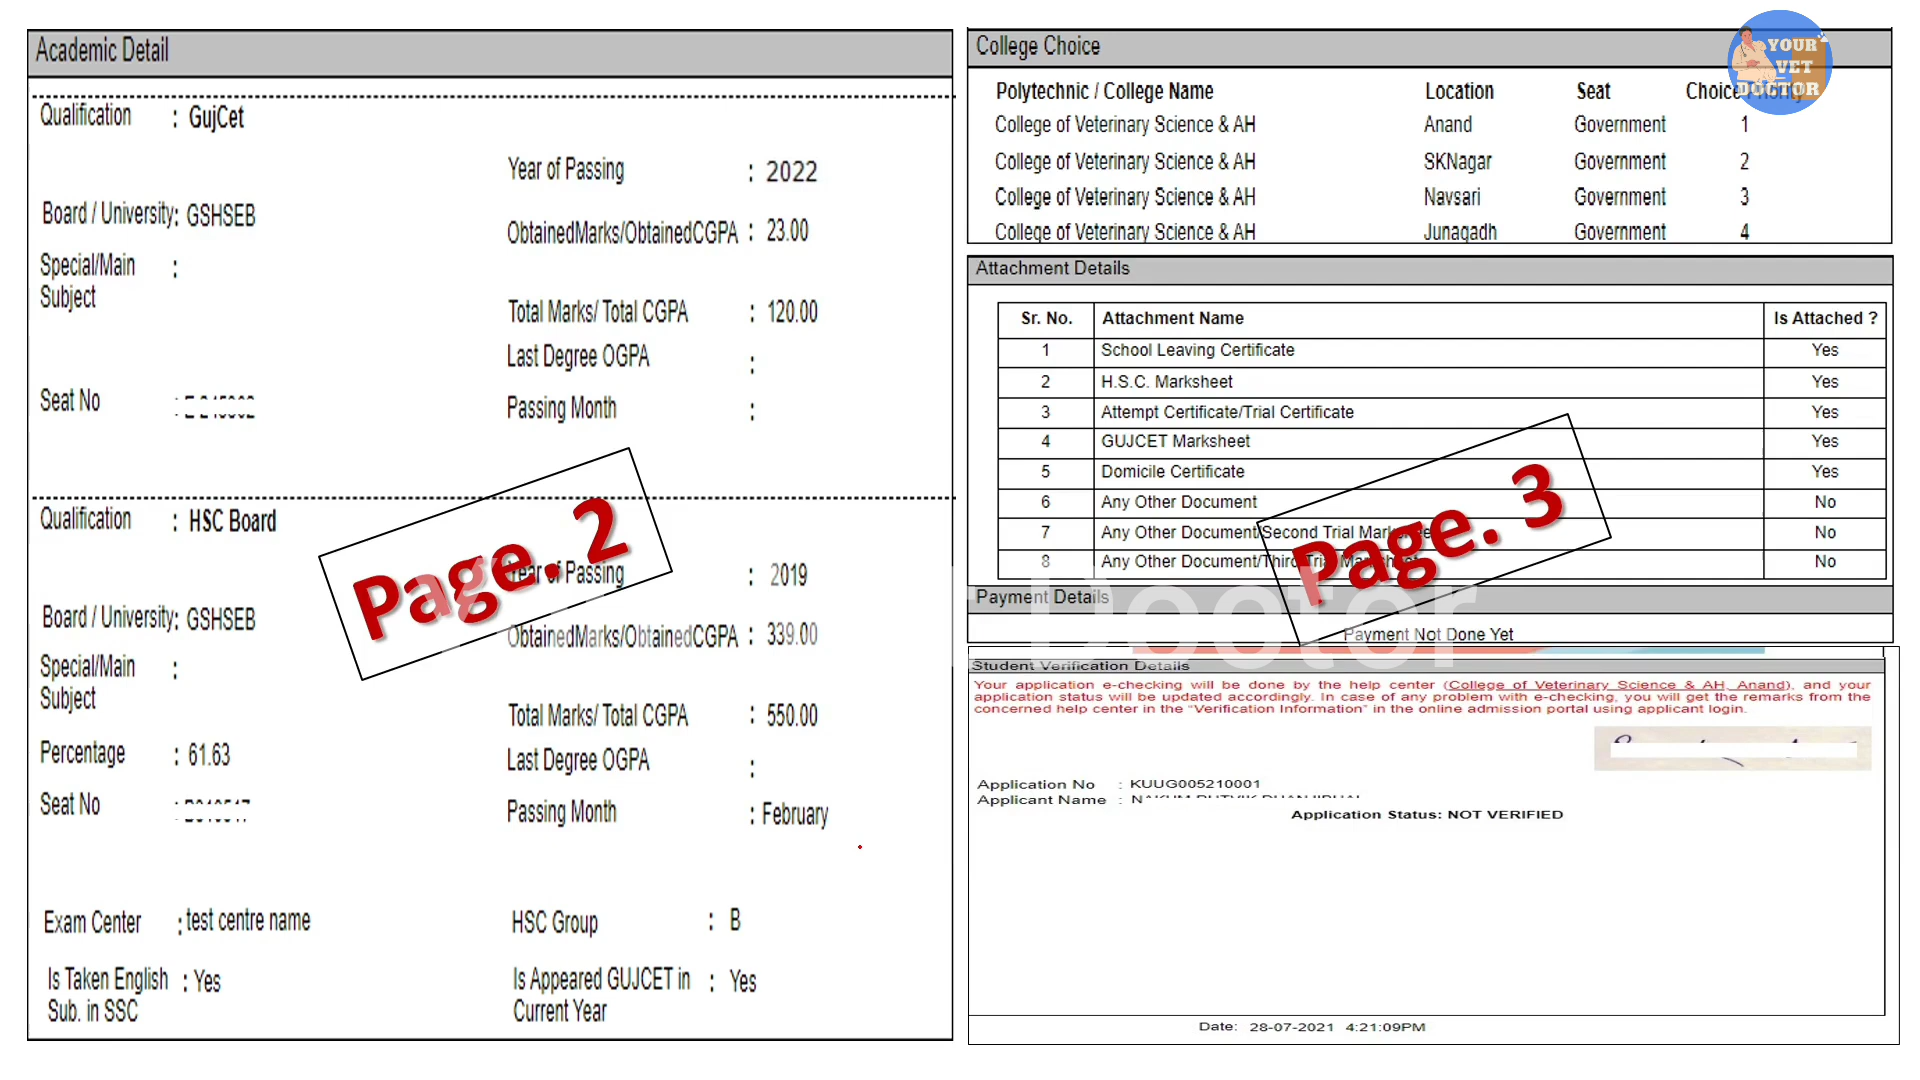 Academic Detail
Qualification : GujCet
Year of Passing : 2022
Board / University: GSHSEB
ObtainedMarks/ObtainedCGPA : 23.00
Special/Main :
Subject
Total Marks/ Total CGPA : 120.00
Last Degree OGPA :
Seat No :
Passing Month :
Qualification : HSC Board
Page. 2
Year of Passing : 2019
Board / University: GSHSEB
ObtainedMarks/ObtainedCGPA : 339.00
Special/Main :
Subject
Total Marks/ Total CGPA : 550.00
Percentage : 61.63
Last Degree OGPA :
Seat No :
Passing Month : February
Exam Center : test centre name
HSC Group : B
Is Taken English : Yes
Sub. in SSC
Is Appeared GUJCET in : Yes
Current Year
College Choice
YOUR
VET
DOCTOR
Polytechnic / College Name Location Seat Choice Priority
College of Veterinary Science & AH Anand Government 1
College of Veterinary Science & AH SKNagar Government 2
College of Veterinary Science & AH Navsari Government 3
College of Veterinary Science & AH Junagadh Government 4
Attachment Details
Sr. No. Attachment Name Is Attached ?
1 School Leaving Certificate Yes
2 H.S.C. Marksheet Yes
3 Attempt Certificate/Trial Certificate Yes
4 GUJCET Marksheet Yes
5 Domicile Certificate Yes
6 Any Other Document No
7 Any Other Document/Second Trial Marksheet No
8 Any Other Document/Third Trial Marksheet No
Page. 3
Doctor
Payment Details
Payment Not Done Yet
Student Verification Details
Your application e-checking will be done by the help center (College of Veterinary Science & AH, Anand), and your
application status will be updated accordingly. In case of any problem with e-checking, you will get the remarks from the
concerned help center in the "Verification Information" in the online admission portal using applicant login.
Application No : KUUG005210001
Applicant Name :
Application Status: NOT VERIFIED
Date: 28-07-2021 4:21:09PM